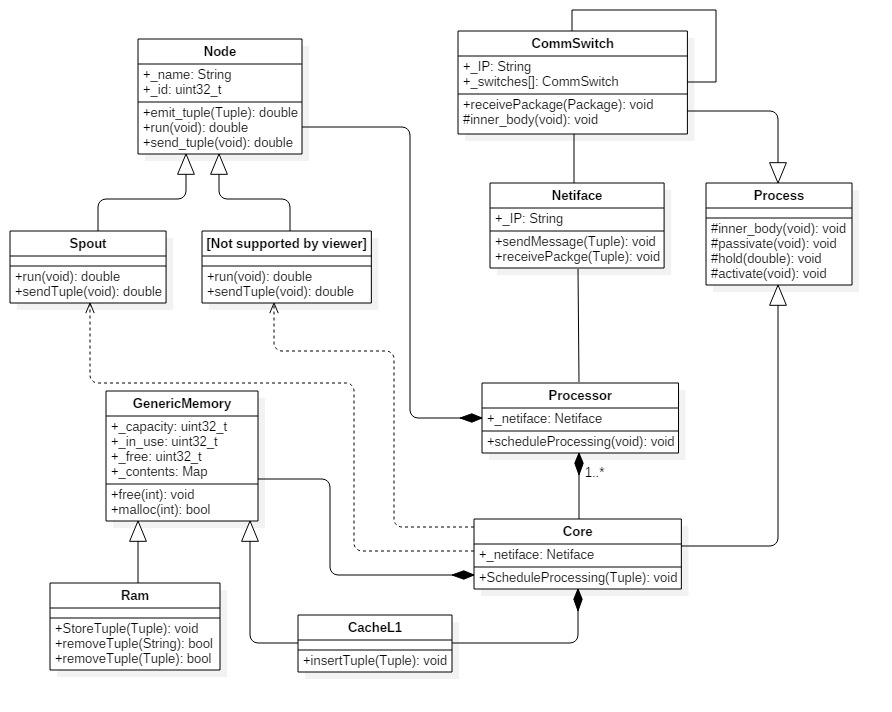 Node
+_name: String
+_id: uint32_t
+emit_tuple(Tuple): double
+run(void): double
+send_tuple(void): double
CommSwitch
+_IP: String
+_switches[]: CommSwitch
+receivePackage(Package): void
#inner_body(void): void
Netiface
+_IP: String
+sendMessage(Tuple): void
+receivePackge(Tuple): void
Process
#inner_body(void): void
#passivate(void): void
#hold(double): void
#activate(void): void
Spout
+run(void): double
+sendTuple(void): double
[Not supported by viewer]
+run(void): double
+sendTuple(void): double
GenericMemory
+_capacity: uint32_t
+_in_use: uint32_t
+_free: uint32_t
+_contents: Map
+free(int): void
+malloc(int): bool
Processor
+_netiface: Netiface
+scheduleProcessing(void): void
1..*
Core
+_netiface: Netiface
+ScheduleProcessing(Tuple): void
Ram
+StoreTuple(Tuple): void
+removeTuple(String): bool
+removeTuple(Tuple): bool
CacheL1
+insertTuple(Tuple): void